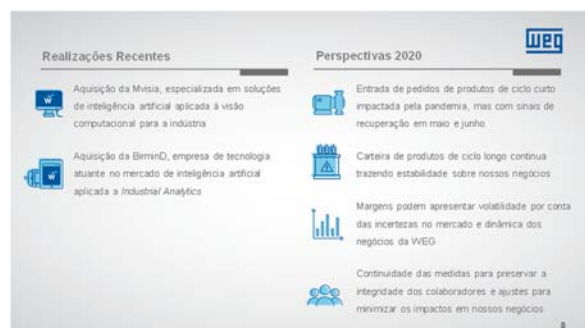 weg
Realizações Recentes
Aquisição da Mvisia, especializada em soluções
de inteligência artificial aplicada à visão
computacional para a indústria
Aquisição da BirminD, empresa de tecnologia
atuante no mercado de inteligência artificial
aplicada a Industrial Analytics
Perspectivas 2020
Entrada de pedidos de produtos de ciclo curto
impactada pela pandemia, mas com sinais de
recuperação em maio e junho
Carteira de produtos de ciclo longo continua
trazendo estabilidade sobre nossos negócios
Margens podem apresentar volatilidade por conta
das incertezas no mercado e dinâmica dos
negócios da WEG
Continuidade das medidas para preservar a
integridade dos colaboradores e ajustes para
minimizar os impactos em nossos negócios